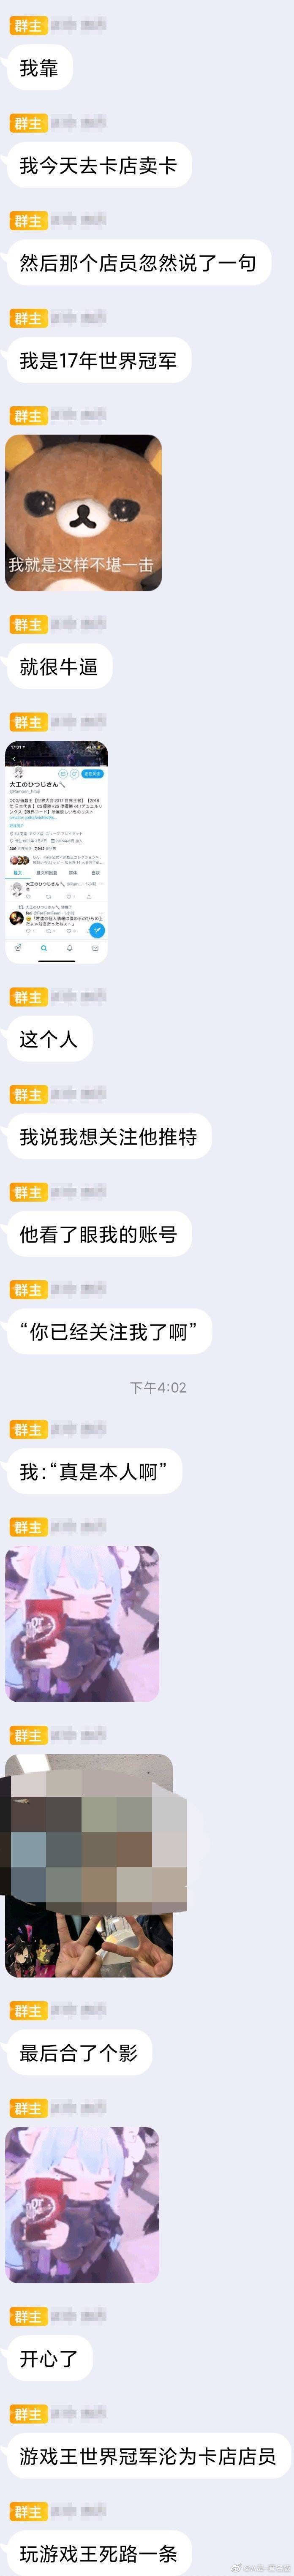 群主
我靠
群主
我今天去卡店卖卡
群主
然后那个店员忽然说了一句
群主
我是17年世界冠军
群主
我就是这样不堪一击
群主
就很牛逼
群主
17:01
大工のひつじきん
群主
这个人
群主
我说我想关注他推特
群主
他看了眼我的账号
群主
“你已经关注我了啊”
下午4:02
群主
我:“真是本人啊”
群主
群主
群主
最后合了个影
群主
群主
开心了
群主
游戏王世界冠军沦为卡店店员
群主
玩游戏王死路一条